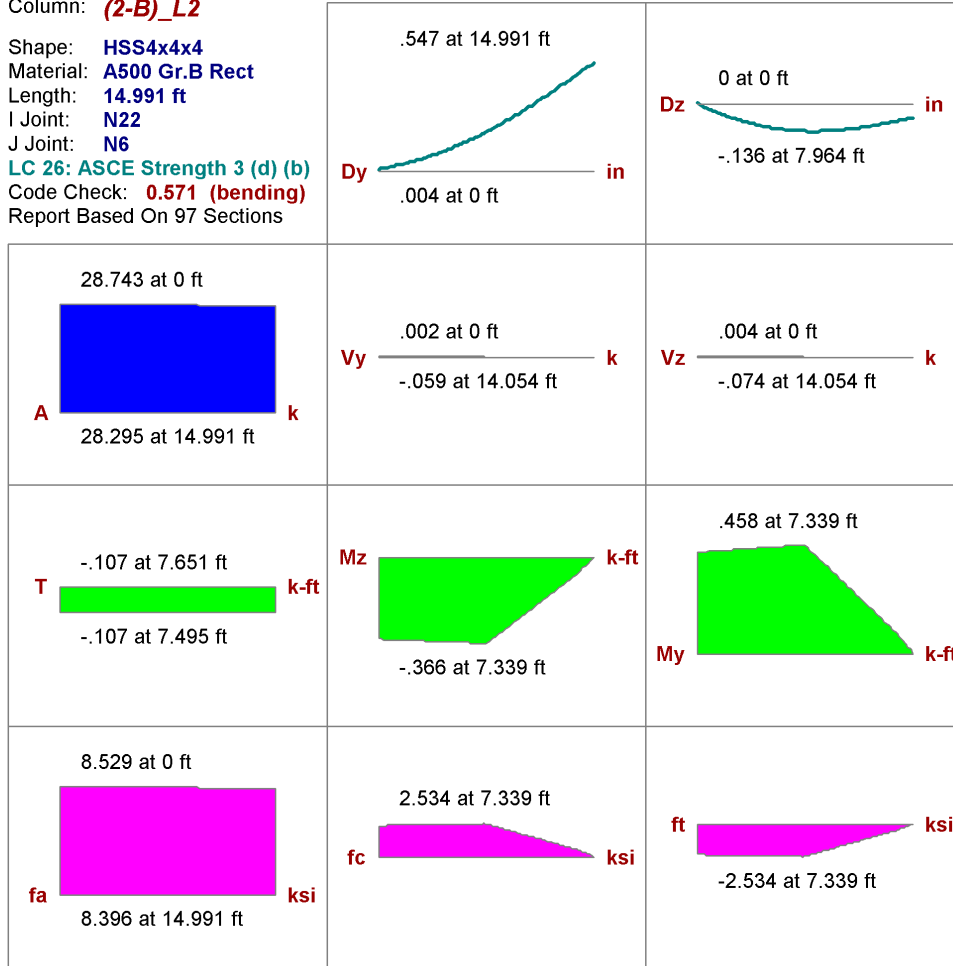 Column: (2-B)_L2
Shape: HSS4x4x4
Material: A500 Gr.B Rect
Length: 14.991 ft
I Joint: N22
J Joint: N6
LC 26: ASCE Strength 3 (d) (b)
Code Check: 0.571 (bending)
Report Based On 97 Sections
.547 at 14.991 ft
Dy in
.004 at 0 ft
0 at 0 ft
Dz in
-.136 at 7.964 ft
28.743 at 0 ft
A k
28.295 at 14.991 ft
.002 at 0 ft
Vy k
-.059 at 14.054 ft
.004 at 0 ft
Vz k
-.074 at 14.054 ft
-.107 at 7.651 ft
T k-ft
-.107 at 7.495 ft
Mz k-ft
-.366 at 7.339 ft
.458 at 7.339 ft
My k-ft
8.529 at 0 ft
fa ksi
8.396 at 14.991 ft
2.534 at 7.339 ft
fc ksi
ft ksi
-2.534 at 7.339 ft